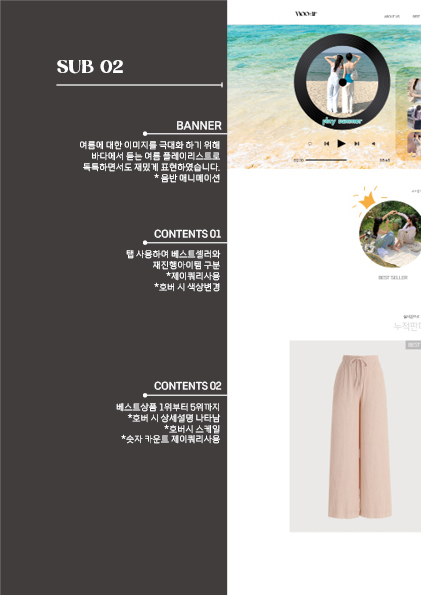 SUB 02
BANNER
여름에 대한 이미지를 극대화 하기 위해
바다에서 듣는 여름 플레이리스트로
독특하면서도 재밌게 표현하였습니다.
* 음반 애니메이션
CONTENTS 01
탭 사용하여 베스트셀러와
재진행아이템 구분
*제이쿼리사용
*호버 시 색상변경
CONTENTS 02
베스트상품 1위부터 5위까지
*호버 시 상세설명 나타남
*호버시 스케일
*숫자 카운트 제이쿼리사용
ABOUT US
play summer
BEST SELLER
BEST